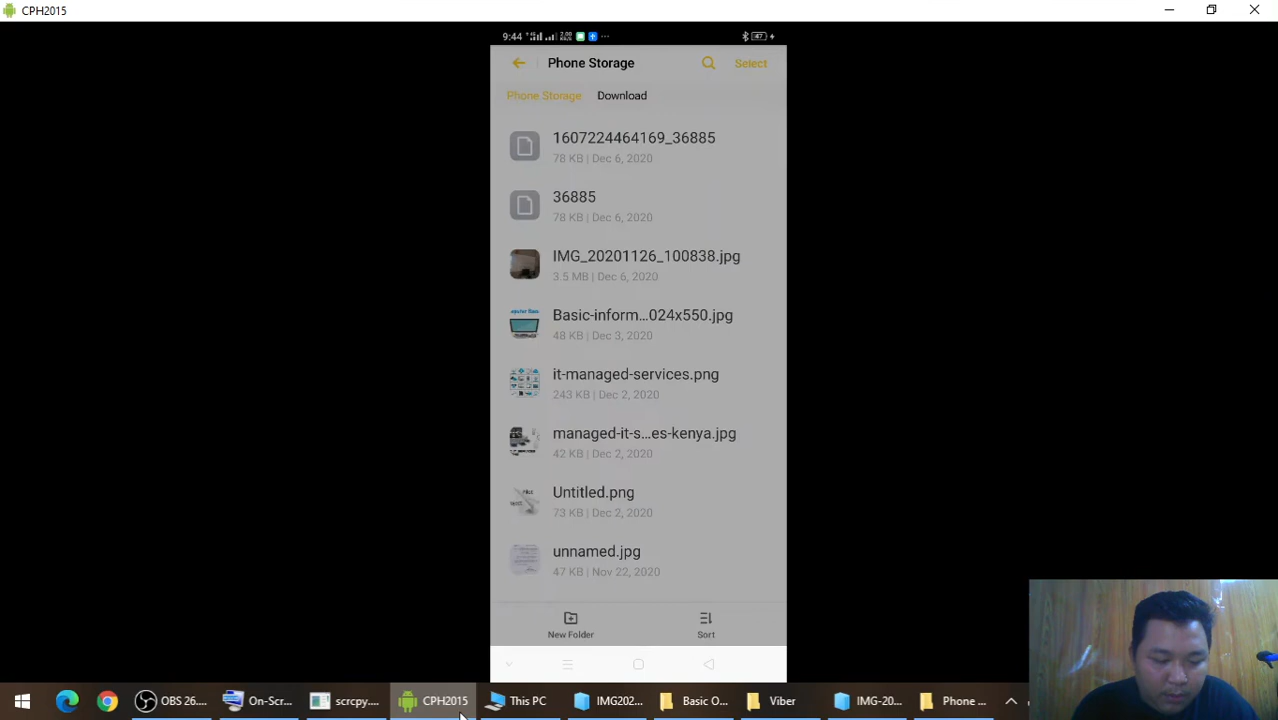 CPH2015
9:44
2.00
KB/S
47
Phone Storage
Select
Phone Storage
Download
1607224464169_36885
78 KB | Dec 6, 2020
36885
78 KB | Dec 6, 2020
IMG_20201126_100838.jpg
3.5 MB | Dec 6, 2020
Basic-inform...024x550.jpg
48 KB | Dec 3, 2020
it-managed-services.png
243 KB | Dec 2, 2020
managed-it-s...es-kenya.jpg
42 KB | Dec 2, 2020
Untitled.png
73 KB | Dec 2, 2020
unnamed.jpg
47 KB | Nov 22, 2020
New Folder
Sort
OBS 26....
On-Scr...
scrcpy....
CPH2015
This PC
IMG202...
Basic O...
Viber
IMG-20...
Phone ...